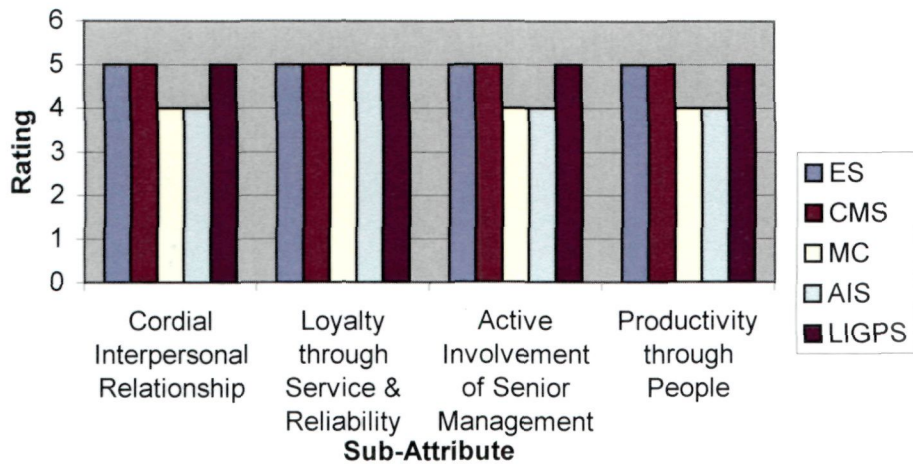 6
5
4
3
2
1
0
Rating
Cordial
Interpersonal
Relationship
Loyalty
through
Service &
Reliability
Active
Involvement
of Senior
Management
Productivity
through
People
Sub-Attribute
ES
CMS
MC
AIS
LIGPS